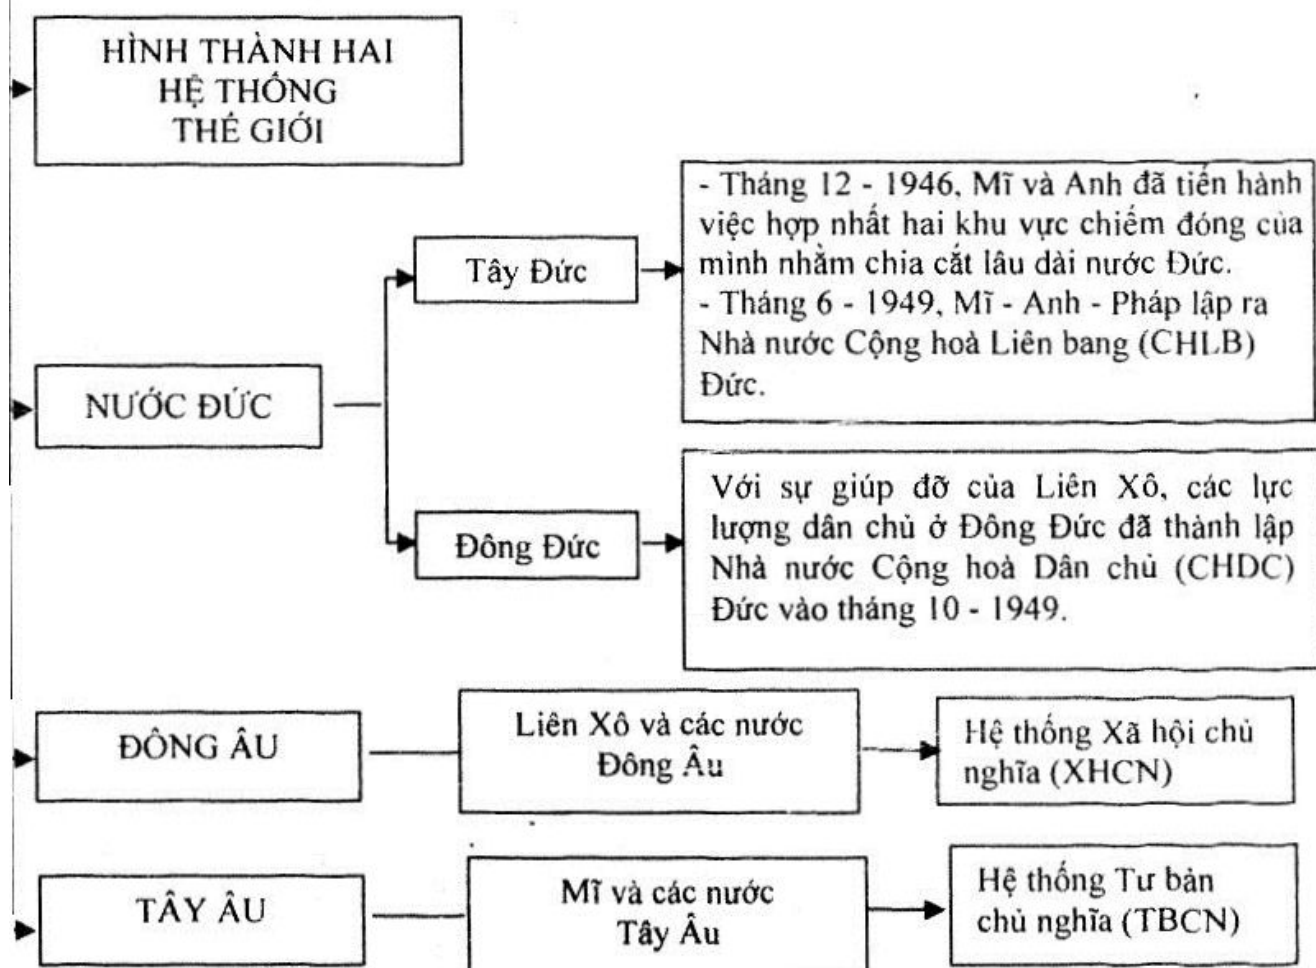 HÌNH THÀNH HAI
HỆ THỐNG
THẾ GIỚI
NƯỚC ĐỨC
Tây Đức
- Tháng 12 - 1946, Mĩ và Anh đã tiến hành
việc hợp nhất hai khu vực chiếm đóng của
mình nhằm chia cắt lâu dài nước Đức.
- Tháng 6 - 1949, Mĩ - Anh - Pháp lập ra
Nhà nước Cộng hoà Liên bang (CHLB)
Đức.
Đông Đức
Với sự giúp đỡ của Liên Xô, các lực
lượng dân chủ ở Đông Đức đã thành lập
Nhà nước Cộng hoà Dân chủ (CHDC)
Đức vào tháng 10 - 1949.
ĐÔNG ÂU
Liên Xô và các nước
Đông Âu
Hệ thống Xã hội chủ
nghĩa (XHCN)
TÂY ÂU
Mĩ và các nước
Tây Âu
Hệ thống Tư bản
chủ nghĩa (TBCN)